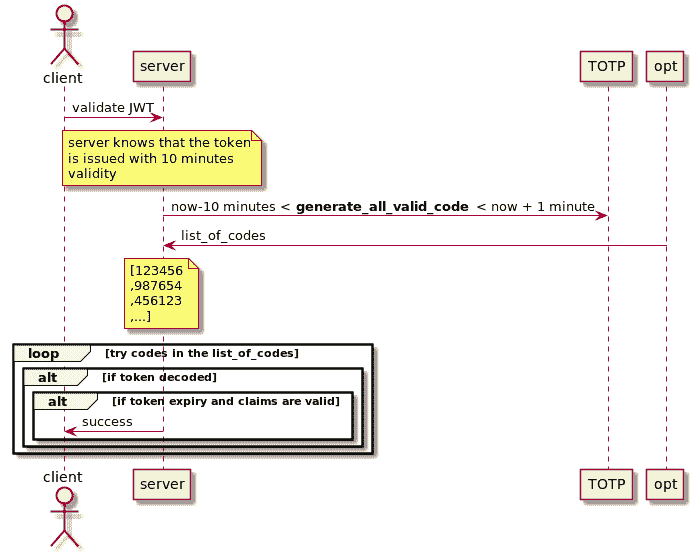 client
server
TOTP
opt
validate JWT
server knows that the token
is issued with 10 minutes
validity
now-10 minutes < generate_all_valid_code < now + 1 minute
list_of_codes
[123456
,987654
,456123
,...]
loop [try codes in the list_of_codes]
alt [if token decoded]
alt [if token expiry and claims are valid]
success
client
server
TOTP
opt